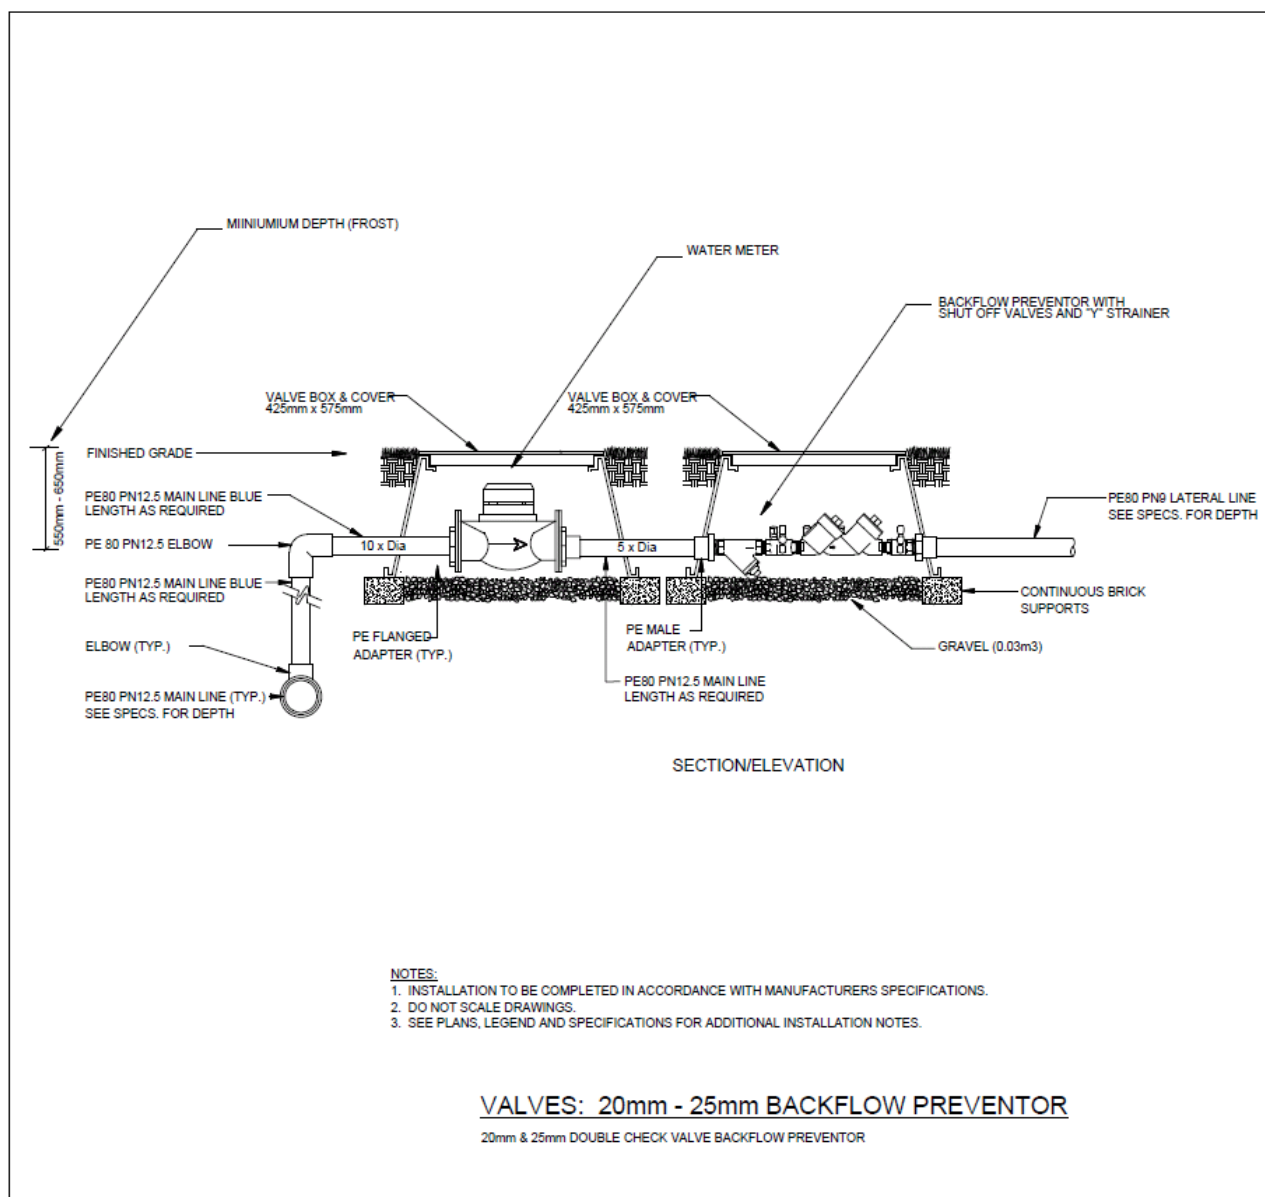 MIINIUMIUM DEPTH (FROST)
WATER METER
BACKFLOW PREVENTOR WITH
SHUT OFF VALVES AND "Y" STRAINER
VALVE BOX & COVER
425mm x 575mm
VALVE BOX & COVER
425mm x 575mm
FINISHED GRADE
550mm - 650mm
PE80 PN12.5 MAIN LINE BLUE
LENGTH AS REQUIRED
PE80 PN9 LATERAL LINE
SEE SPECS. FOR DEPTH
PE 80 PN12.5 ELBOW
10 x Dia
5 x Dia
PE80 PN12.5 MAIN LINE BLUE
LENGTH AS REQUIRED
CONTINUOUS BRICK
SUPPORTS
PE FLANGED
ADAPTER (TYP.)
PE MALE
ADAPTER (TYP.)
GRAVEL (0.03m3)
ELBOW (TYP.)
PE80 PN12.5 MAIN LINE
LENGTH AS REQUIRED
PE80 PN12.5 MAIN LINE (TYP.)
SEE SPECS. FOR DEPTH
SECTION/ELEVATION
NOTES:
1. INSTALLATION TO BE COMPLETED IN ACCORDANCE WITH MANUFACTURERS SPECIFICATIONS.
2. DO NOT SCALE DRAWINGS.
3. SEE PLANS, LEGEND AND SPECIFICATIONS FOR ADDITIONAL INSTALLATION NOTES.
VALVES: 20mm - 25mm BACKFLOW PREVENTOR
20mm & 25mm DOUBLE CHECK VALVE BACKFLOW PREVENTOR